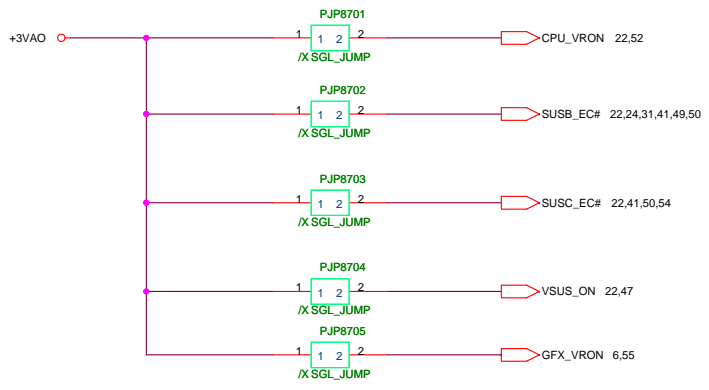 PJP8701
+3VAO 1 1 2 2 CPU_VRON 22,52
/X SGL_JUMP
PJP8702
1 1 2 2 SUSB_EC# 22,24,31,41,49,50
/X SGL_JUMP
PJP8703
1 1 2 2 SUSC_EC# 22,41,50,54
/X SGL_JUMP
PJP8704
1 1 2 2 VSUS_ON 22,47
/X SGL_JUMP
PJP8705
1 1 2 2 GFX_VRON 6,55
/X SGL_JUMP